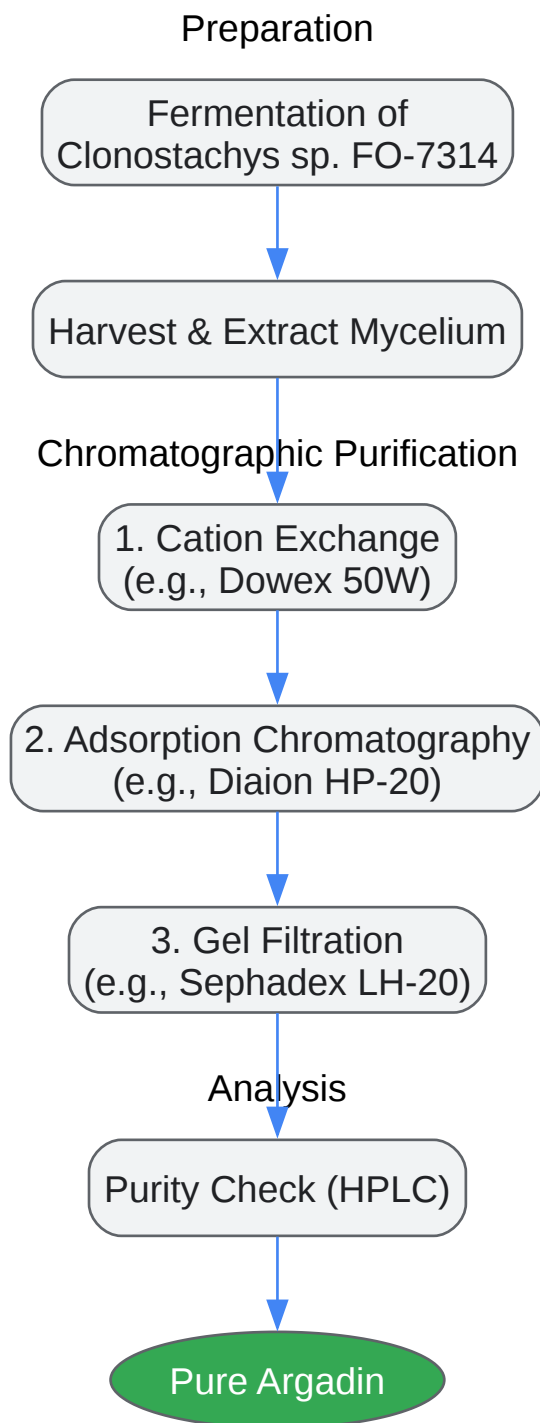 Preparation
Fermentation of
Clonostachys sp. FO-7314
Harvest & Extract Mycelium
Chromatographic Purification
1. Cation Exchange
(e.g., Dowex 50W)
2. Adsorption Chromatography
(e.g., Diaion HP-20)
3. Gel Filtration
(e.g., Sephadex LH-20)
Analysis
Purity Check (HPLC)
Pure Argadin